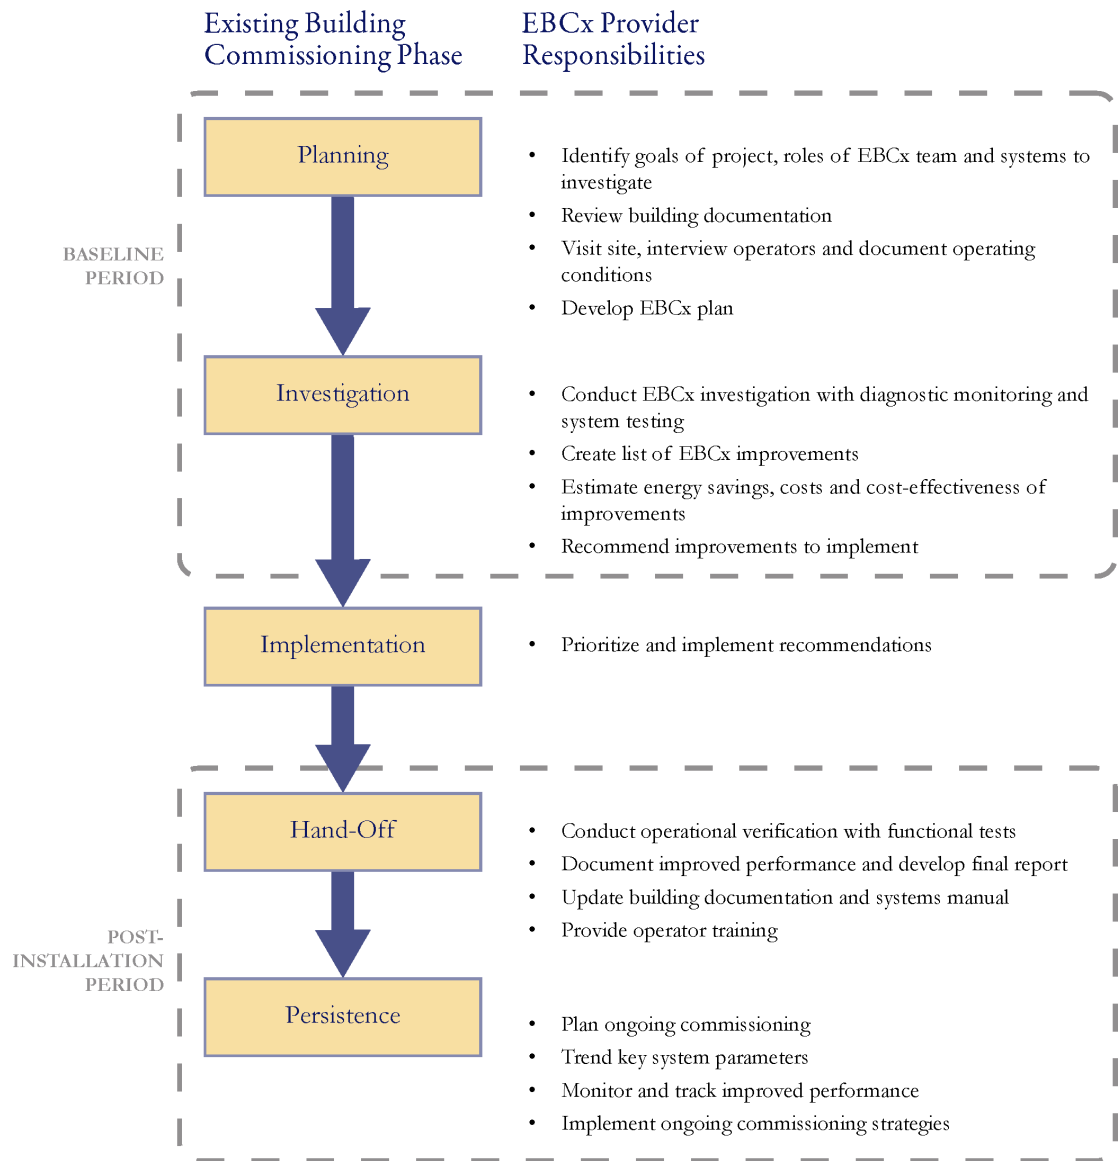 Existing Building
Commissioning Phase
EBCx Provider
Responsibilities
BASELINE
PERIOD
Planning
• Identify goals of project, roles of EBCx team and systems to
investigate
• Review building documentation
• Visit site, interview operators and document operating
conditions
• Develop EBCx plan
Investigation
• Conduct EBCx investigation with diagnostic monitoring and
system testing
• Create list of EBCx improvements
• Estimate energy savings, costs and cost-effectiveness of
improvements
• Recommend improvements to implement
Implementation
• Prioritize and implement recommendations
POST-
INSTALLATION
PERIOD
Hand-Off
• Conduct operational verification with functional tests
• Document improved performance and develop final report
• Update building documentation and systems manual
• Provide operator training
Persistence
• Plan ongoing commissioning
• Trend key system parameters
• Monitor and track improved performance
• Implement ongoing commissioning strategies